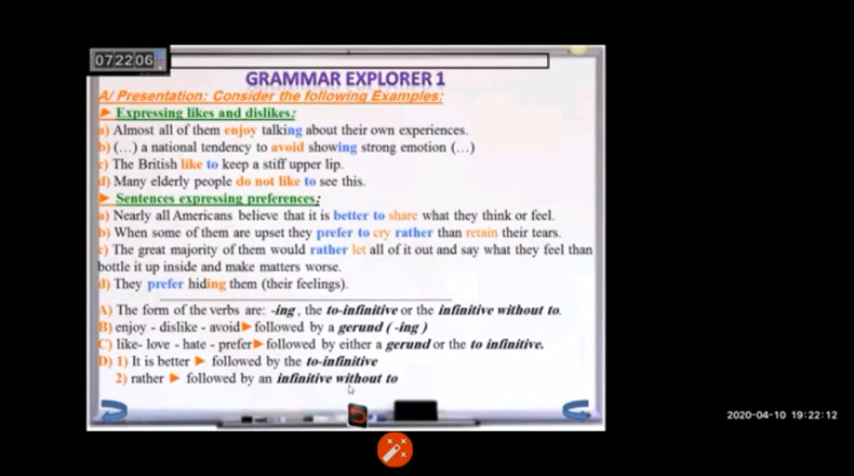 07 22 06
GRAMMAR EXPLORER 1
A/ Presentation: Consider the following Examples:
► Expressing likes and dislikes:
a) Almost all of them enjoy talking about their own experiences.
b) (…) a national tendency to avoid showing strong emotion (…)
c) The British like to keep a stiff upper lip.
d) Many elderly people do not like to see this.
► Sentences expressing preferences:
a) Nearly all Americans believe that it is better to share what they think or feel.
b) When some of them are upset they prefer to cry rather than retain their tears.
c) The great majority of them would rather let all of it out and say what they feel than
bottle it up inside and make matters worse.
d) They prefer hiding them (their feelings).
A) The form of the verbs are: -ing, the to-infinitive or the infinitive without to.
B) enjoy - dislike - avoid► followed by a gerund ( -ing )
C) like- love - hate - prefer► followed by either a gerund or the to infinitive.
D) 1) It is better ► followed by the to-infinitive
2) rather ► followed by an infinitive without to
2020-04-10 19:22:12